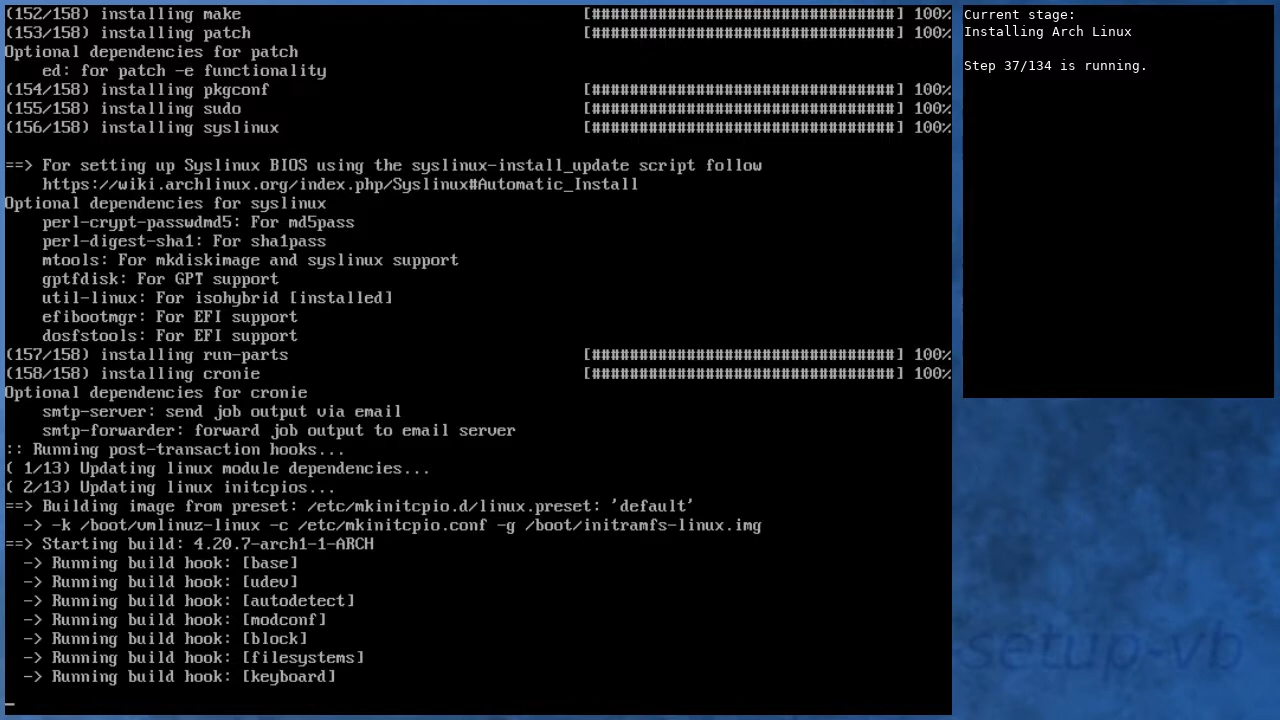 (152/158) installing make [################################] 100%
(153/158) installing patch [################################] 100%
Optional dependencies for patch
    ed: for patch -e functionality
(154/158) installing pkgconf [################################] 100%
(155/158) installing sudo [################################] 100%
(156/158) installing syslinux [################################] 100%

==> For setting up Syslinux BIOS using the syslinux-install_update script follow
    https://wiki.archlinux.org/index.php/Syslinux#Automatic_Install
Optional dependencies for syslinux
    perl-crypt-passwdmd5: For md5pass
    perl-digest-sha1: For sha1pass
    mtools: For mkdiskimage and syslinux support
    gptfdisk: For GPT support
    util-linux: For isohybrid [installed]
    efibootmgr: For EFI support
    dosfstools: For EFI support
(157/158) installing run-parts [################################] 100%
(158/158) installing cronie [################################] 100%
Optional dependencies for cronie
    smtp-server: send job output via email
    smtp-forwarder: forward job output to email server
:: Running post-transaction hooks...
( 1/13) Updating linux module dependencies...
( 2/13) Updating linux initcpios...
==> Building image from preset: /etc/mkinitcpio.d/linux.preset: 'default'
  -> -k /boot/vmlinuz-linux -c /etc/mkinitcpio.conf -g /boot/initramfs-linux.img
==> Starting build: 4.20.7-arch1-1-ARCH
  -> Running build hook: [base]
  -> Running build hook: [udev]
  -> Running build hook: [autodetect]
  -> Running build hook: [modconf]
  -> Running build hook: [block]
  -> Running build hook: [filesystems]
  -> Running build hook: [keyboard]
_
Current stage:
Installing Arch Linux

Step 37/134 is running.
-setup-vb